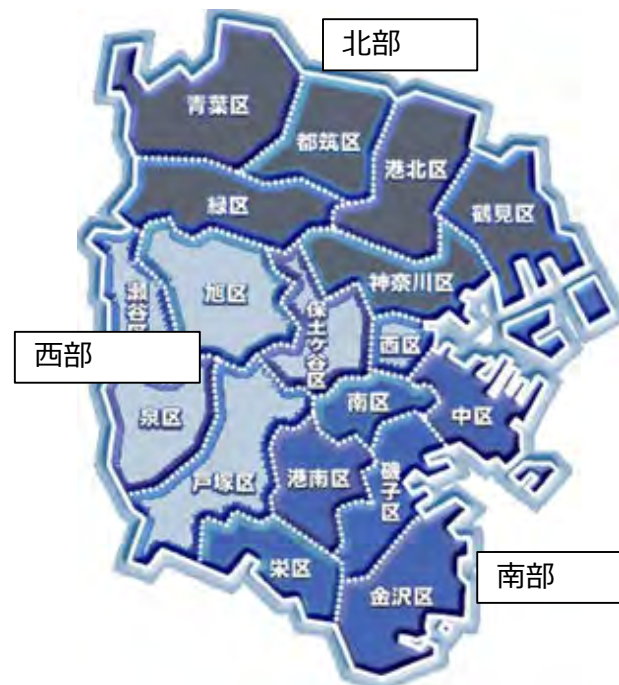 北部
青葉区
都筑区
港北区
鶴見区
緑区
神奈川区
旭区
瀬谷区
保土ヶ谷区
西区
西部
南区
中区
泉区
戸塚区
港南区
磯子区
栄区
南部
金沢区